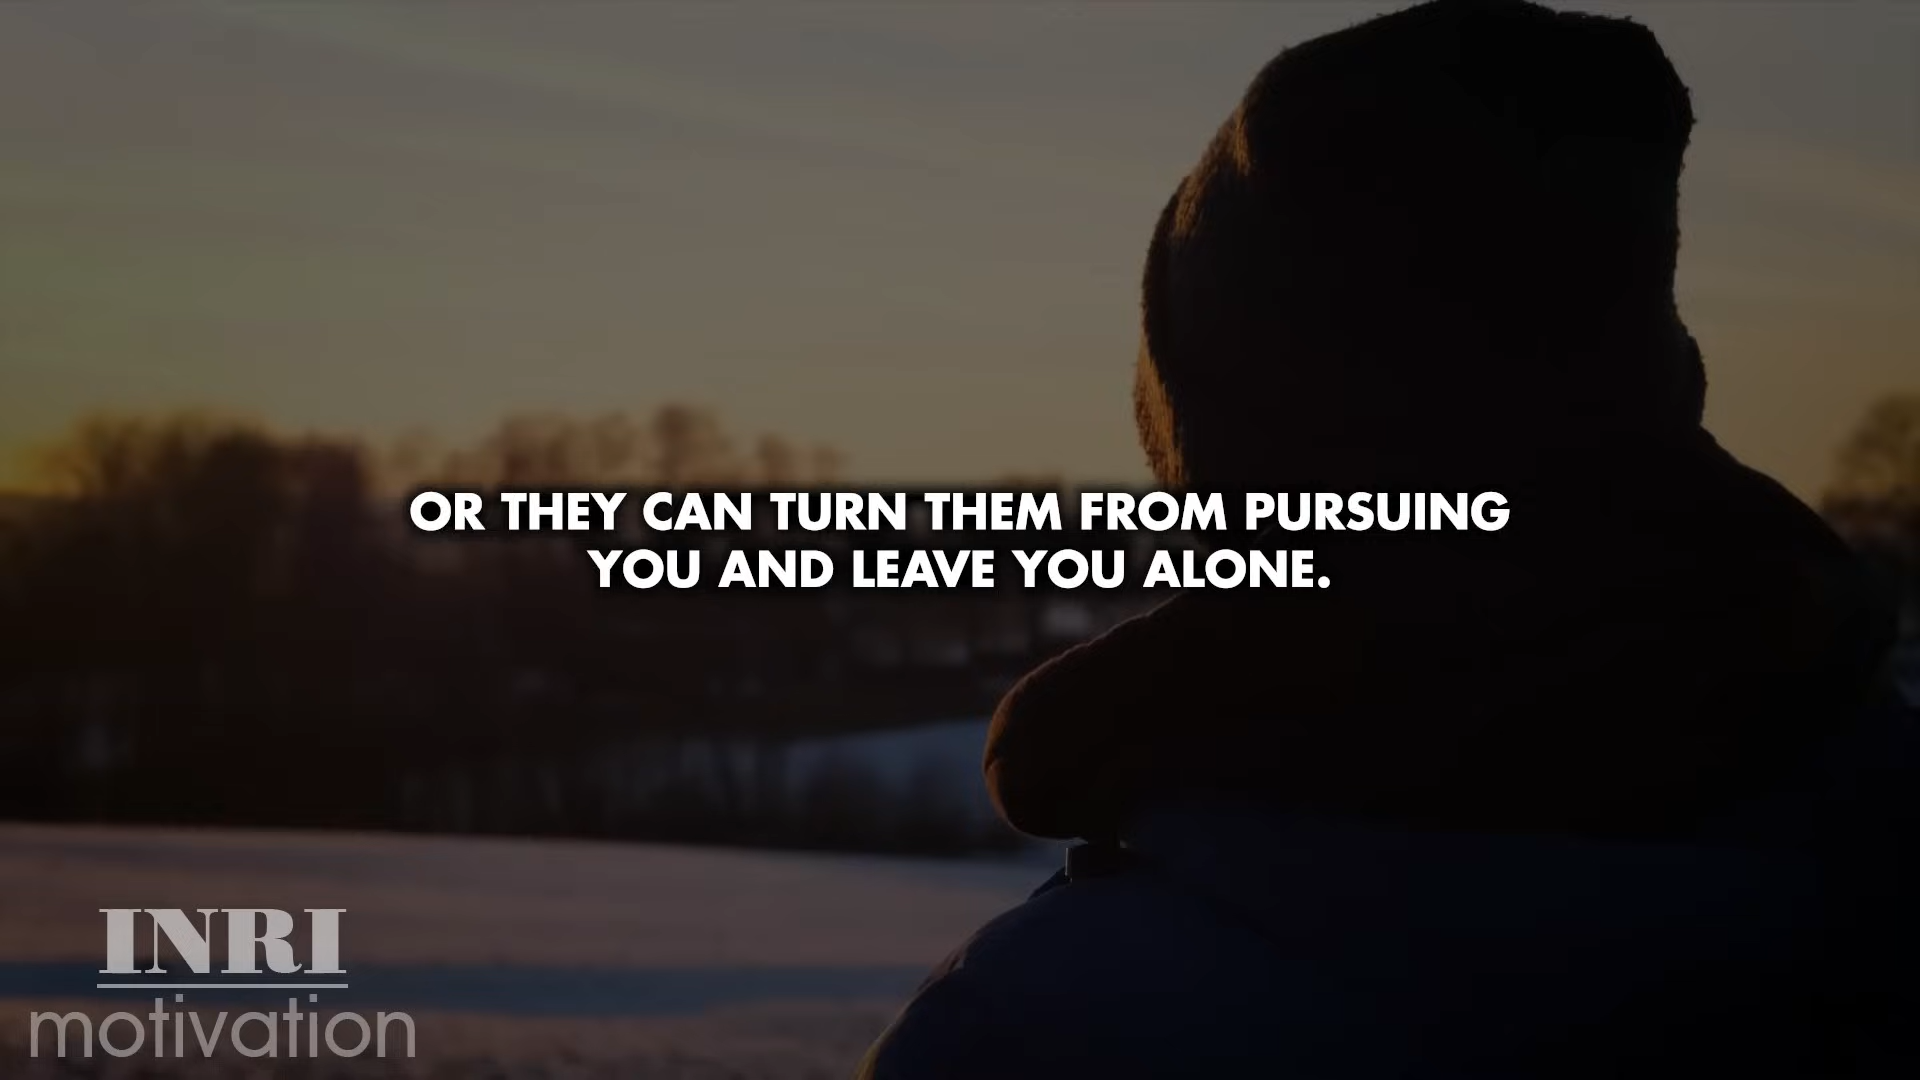 OR THEY CAN TURN THEM FROM PURSUING
YOU AND LEAVE YOU ALONE.
INRI
motivation